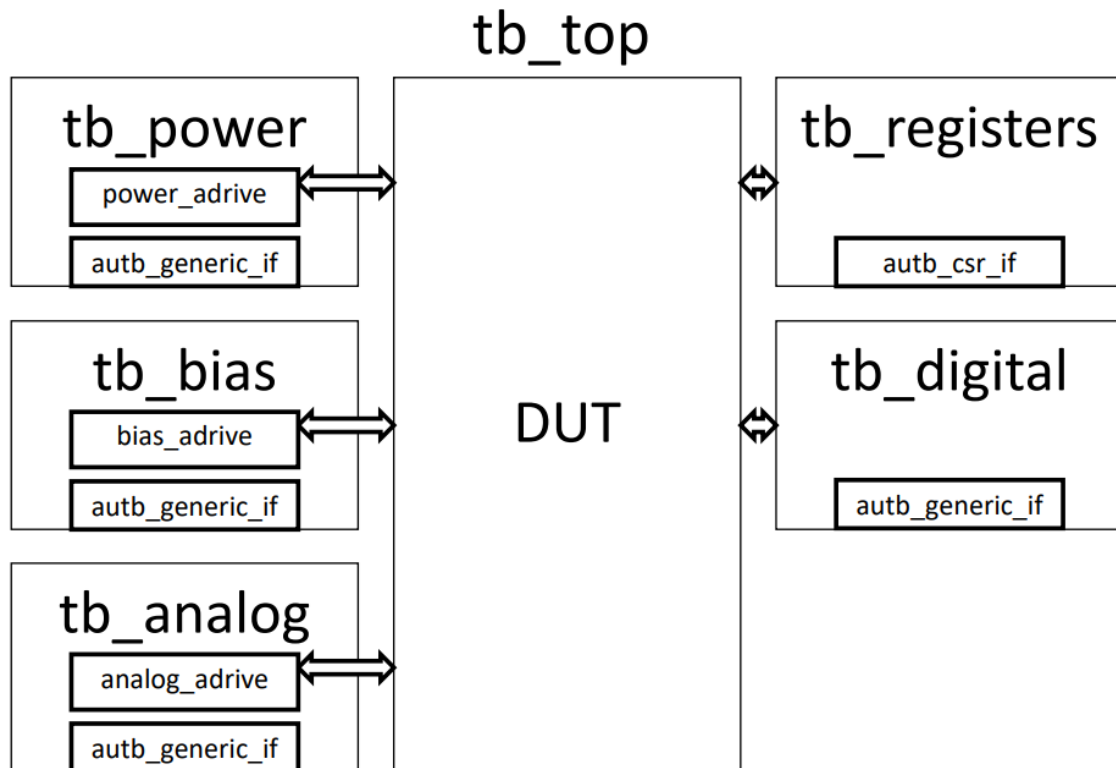 tb_top
tb_power
power_adrive
autb_generic_if
tb_bias
bias_adrive
autb_generic_if
tb_analog
analog_adrive
autb_generic_if
DUT
tb_registers
autb_csr_if
tb_digital
autb_generic_if